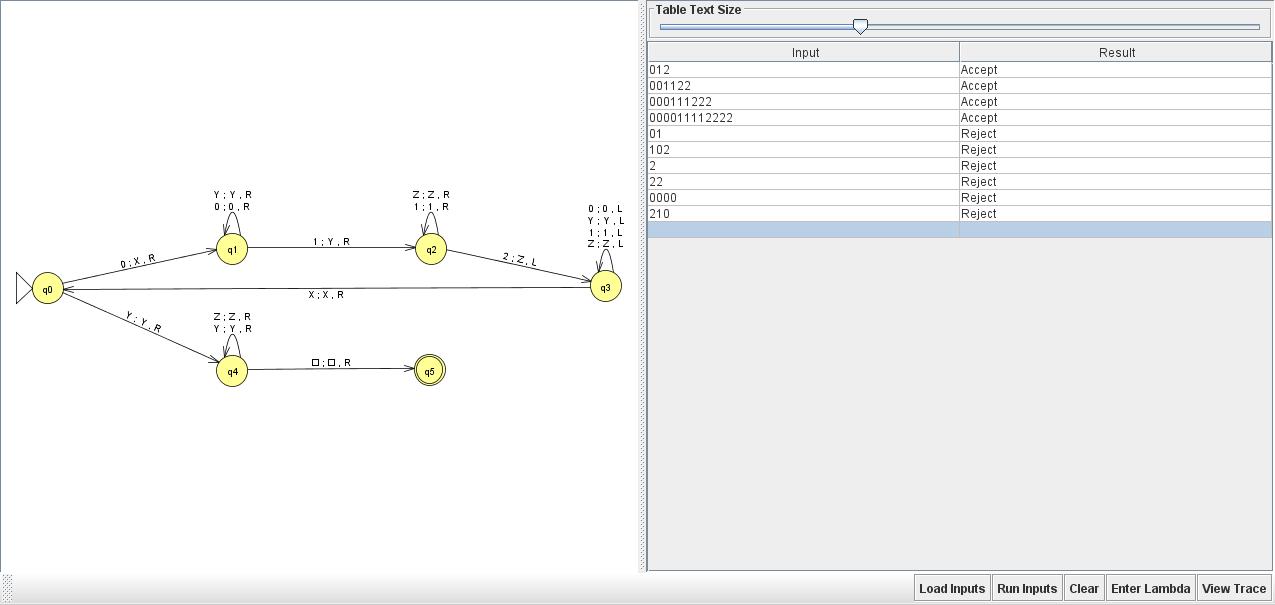 Table Text Size
Input Result
012 Accept
001122 Accept
000111222 Accept
000011112222 Accept
01 Reject
102 Reject
2 Reject
22 Reject
0000 Reject
210 Reject
Y ; Y , R
0 ; 0 , R
Z ; Z , R
1 ; 1 , R
0 ; 0 , L
Y ; Y , L
1 ; 1 , L
Z ; Z , L
q0
0 ; X , R
q1
1 ; Y , R
q2
2 ; Z , L
q3
X ; X , R
Y ; Y , R
Z ; Z , R
Y ; Y , R
q4
□ ; □ , R
q5
Load Inputs Run Inputs Clear Enter Lambda View Trace